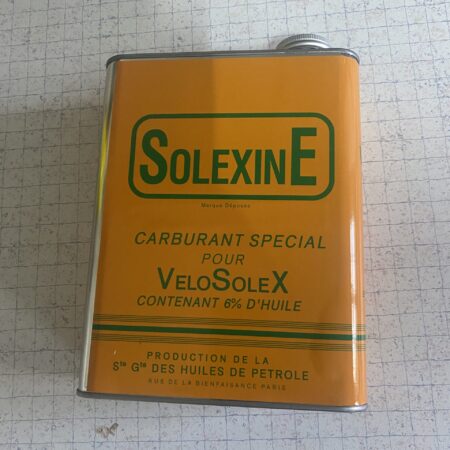 SOLEXINE
Marque Déposée
CARBURANT SPECIAL
POUR
VELOSOLEX
CONTENANT 6% D'HUILE
PRODUCTION DE LA
Sté Gle DES HUILES DE PETROLE
RUE DE LA BIENFAISANCE PARIS